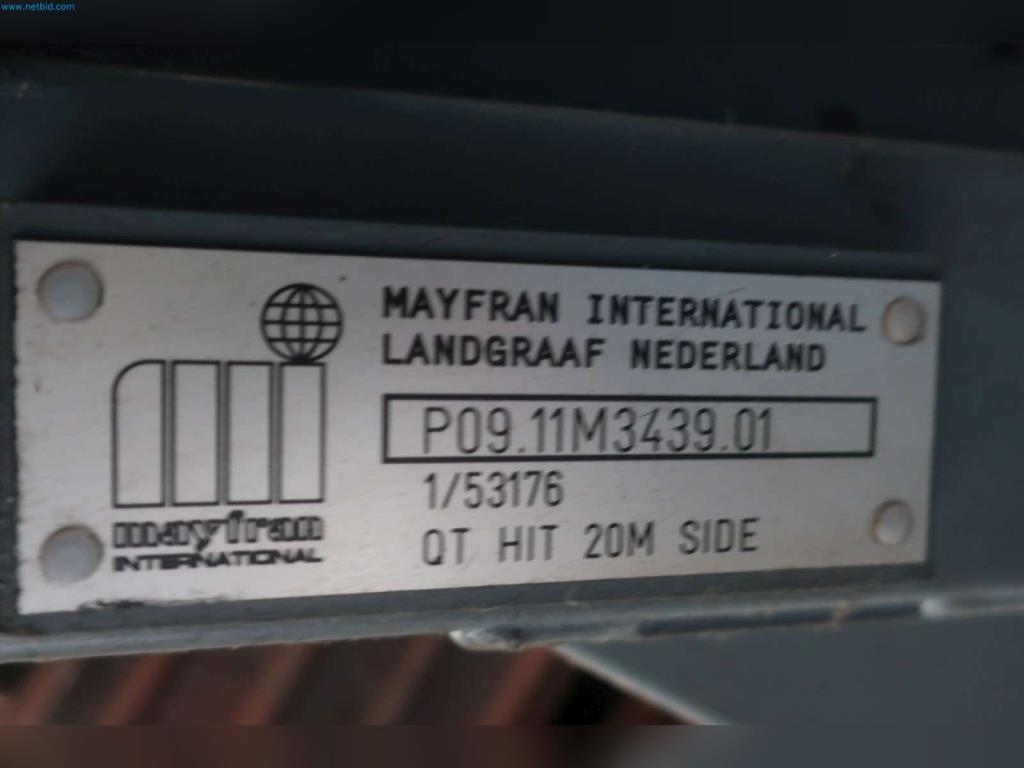 www.netbid.com
MAYFRAN INTERNATIONAL
LANDGRAAF NEDERLAND
P09.11M3439.01
1/53176
QT HIT 20M SIDE
mayfran
INTERNATIONAL